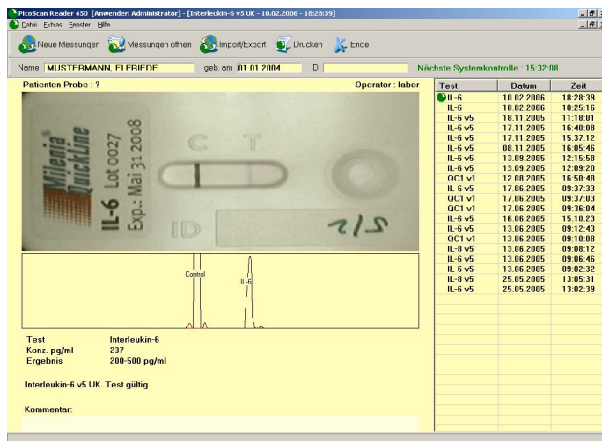 PicoScan Reader 450 [Anwender: Administrator] - [Interleukin-6 v5 UK - 10.02.2006 - 18:28:39]
Datei Extras Fenster Hilfe
Neue Messungen Messungen öffnen Import/Export Drucken Ende
Name MUSTERMANN, ELFRIEDE geb. am 01.01.2004 ID Nächste Systemkontrolle : 15:32:08
Patienten Probe : ? Operator : labor
Milenia
QuickLine
IL-6 Lot 0027
Exp.: Mai 31 2008
C T
ID
5/2
Control
IL-6
Test Interleukin-6
Konz. pg/ml 237
Ergebnis 200-500 pg/ml
Interleukin-6 v5 UK Test gültig
Kommentar:
Test Datum Zeit
IL-6 10.02.2006 18:28:39
IL-6 10.02.2006 10:25:16
IL-6 v5 18.11.2005 11:18:01
IL-6 v5 17.11.2005 16:40:08
IL-6 v5 17.11.2005 15:37:12
IL-6 v5 08.11.2005 16:05:46
IL-6 v5 13.09.2005 12:15:58
IL-6 v5 13.09.2005 12:09:20
QC1 v1 12.08.2005 16:50:48
IL-6 v5 17.06.2005 09:37:33
QC1 v1 17.06.2005 09:37:03
QC1 v1 17.06.2005 09:36:04
IL-6 v5 16.06.2005 15:10:23
IL-6 v5 13.06.2005 09:12:43
QC1 v1 13.06.2005 09:10:08
IL-8 v5 13.06.2005 09:08:12
IL-6 v5 13.06.2005 09:06:46
IL-6 v5 13.06.2005 09:02:32
IL-8 v5 25.05.2005 13:05:31
IL-6 v5 25.05.2005 13:02:39